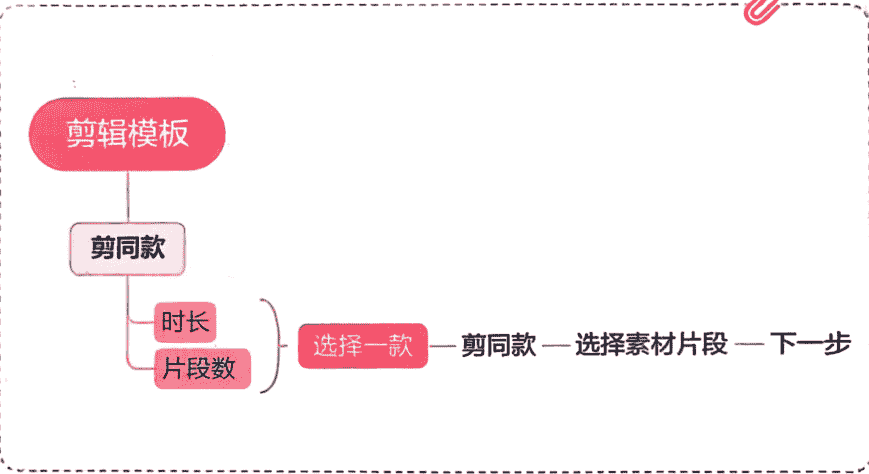 剪辑模板
剪同款
时长
片段数
选择一款
剪同款
选择素材片段
下一步